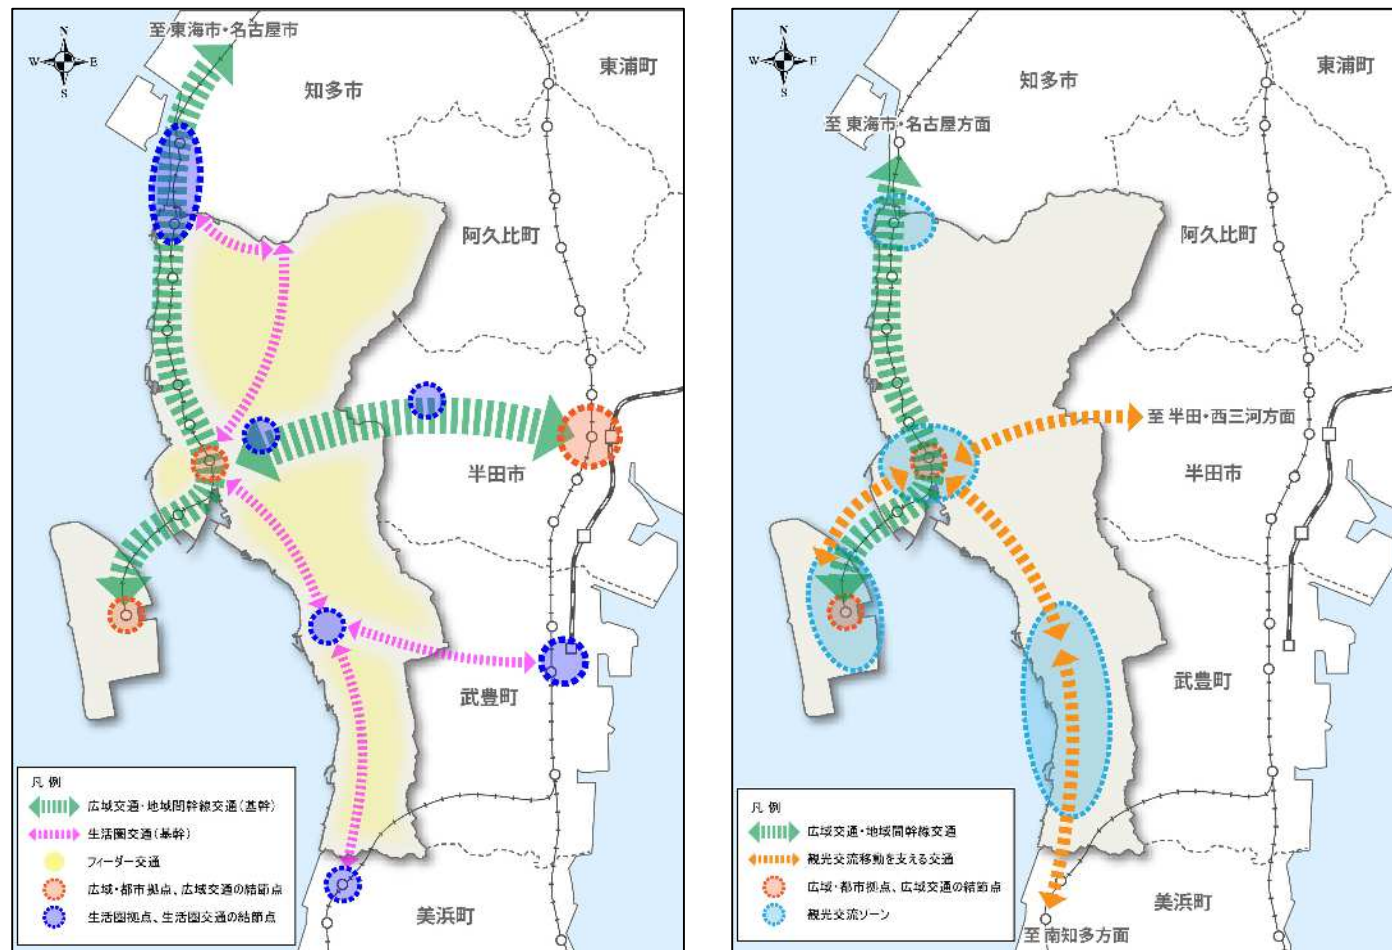 N
W E
S
至 東海市・名古屋市
知多市
東浦町
阿久比町
半田市
武豊町
美浜町
凡 例
広域交通・地域間幹線交通(基幹)
生活圏交通(基幹)
フィーダー交通
広域・都市拠点、広域交通の結節点
生活圏拠点、生活圏交通の結節点
N
W E
S
知多市
東浦町
至 東海市・名古屋方面
阿久比町
至 半田・西三河方面
半田市
武豊町
美浜町
至 南知多方面
凡 例
広域交通・地域間幹線交通
観光交流移動を支える交通
広域・都市拠点、広域交通の結節点
観光交流ゾーン